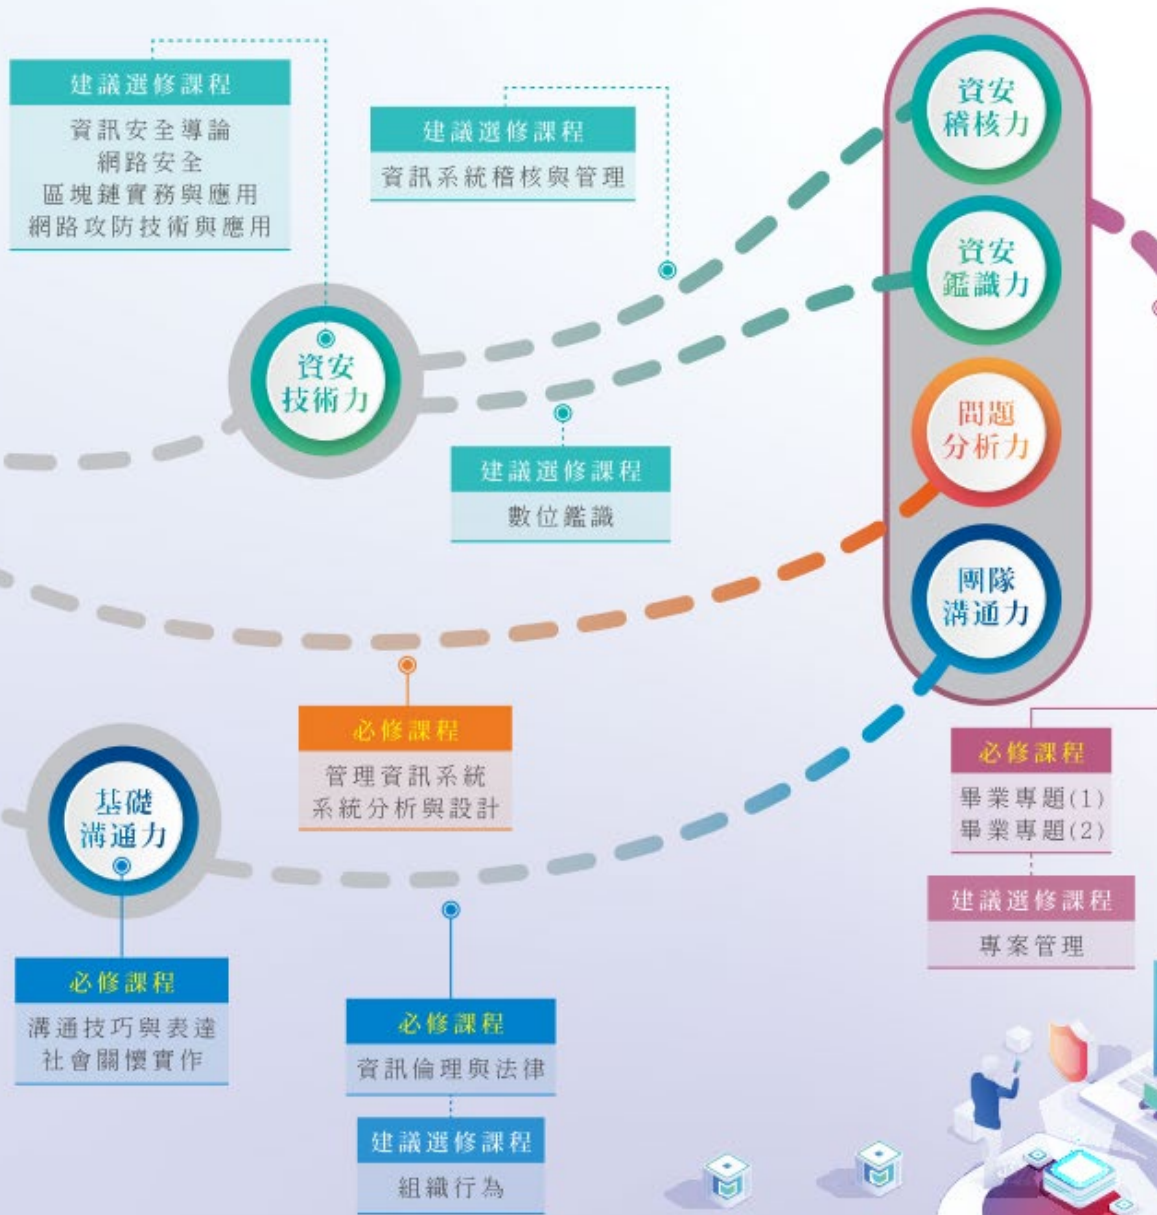 建議選修課程
資訊安全導論
網路安全
區塊鏈實務與應用
網路攻防技術與應用
建議選修課程
資訊系統稽核與管理
資安
稽核力
資安
鑑識力
資安
技術力
問題
分析力
建議選修課程
數位鑑識
團隊
溝通力
必修課程
管理資訊系統
系統分析與設計
基礎
溝通力
必修課程
畢業專題(1)
畢業專題(2)
建議選修課程
專案管理
必修課程
溝通技巧與表達
社會關懷實作
必修課程
資訊倫理與法律
建議選修課程
組織行為